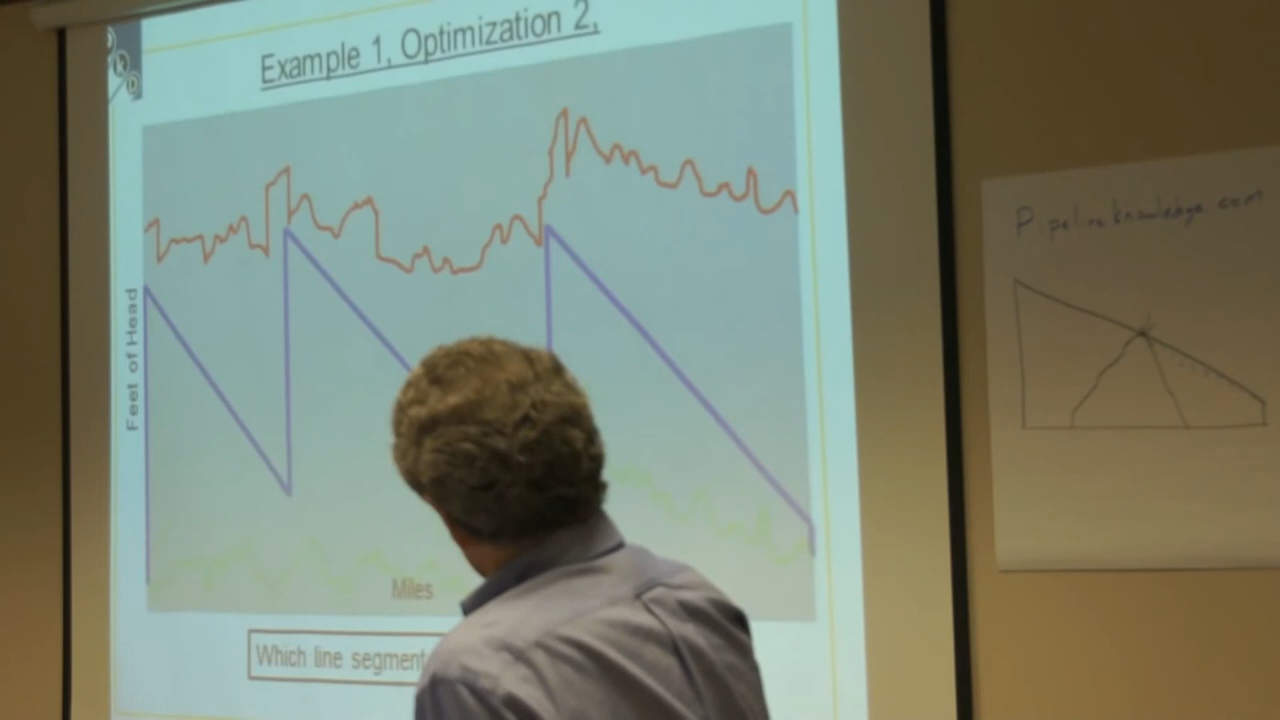 Example 1, Optimization 2,
Feet of Head
Miles
Which line segment
Pipelineknowledge.com